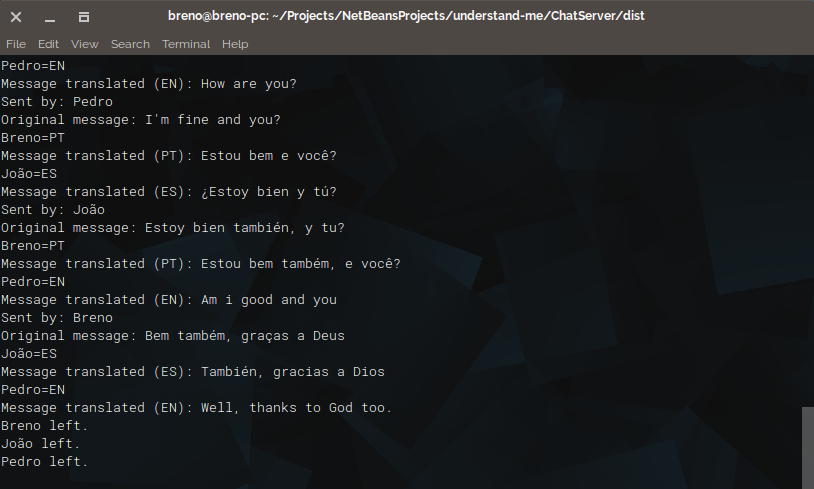 breno@breno-pc: ~/Projects/NetBeansProjects/understand-me/ChatServer/dist
File Edit View Search Terminal Help
Pedro=EN
Message translated (EN): How are you?
Sent by: Pedro
Original message: I'm fine and you?
Breno=PT
Message translated (PT): Estou bem e você?
João=ES
Message translated (ES): ¿Estoy bien y tú?
Sent by: João
Original message: Estoy bien también, y tu?
Breno=PT
Message translated (PT): Estou bem também, e você?
Pedro=EN
Message translated (EN): Am i good and you
Sent by: Breno
Original message: Bem também, graças a Deus
João=ES
Message translated (ES): También, gracias a Dios
Pedro=EN
Message translated (EN): Well, thanks to God too.
Breno left.
João left.
Pedro left.